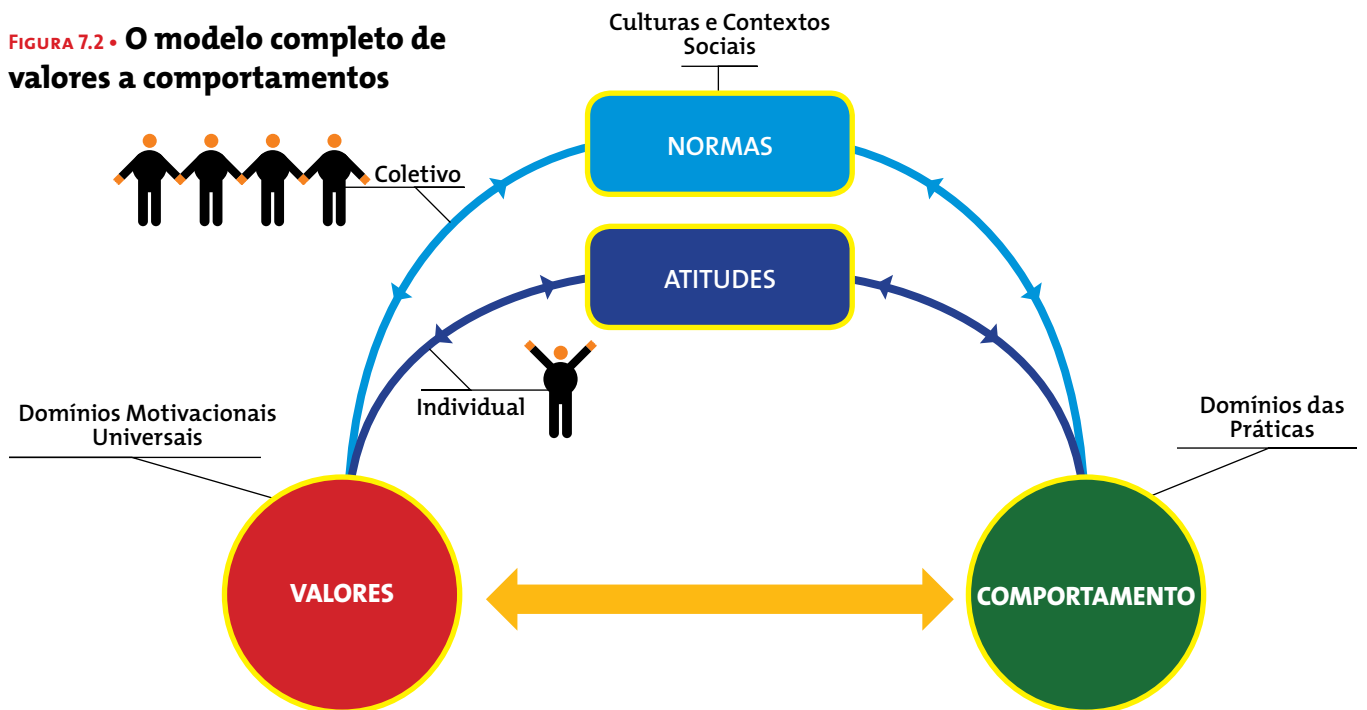 FIGURA 7.2 • O modelo completo de
valores a comportamentos
Culturas e Contextos
Sociais
NORMAS
Coletivo
ATITUDES
Individual
Domínios Motivacionais
Universais
Domínios das
Práticas
VALORES
COMPORTAMENTO